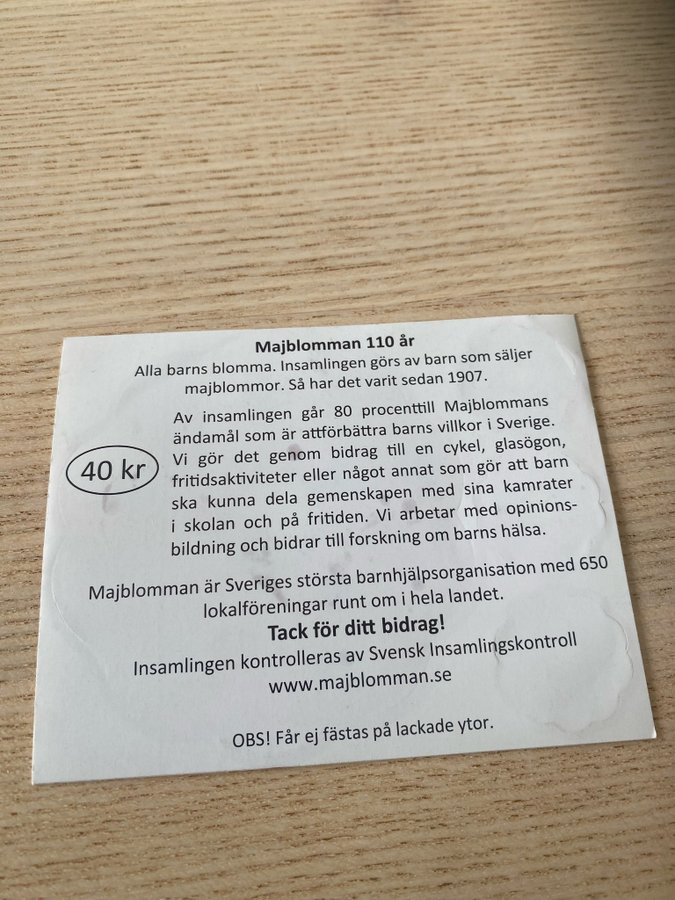 Majblomman 110 år
Alla barns blomma. Insamlingen görs av barn som säljer
majblommor. Så har det varit sedan 1907.
40 kr
Av insamlingen går 80 procenttill Majblommans
ändamål som är attförbättra barns villkor i Sverige.
Vi gör det genom bidrag till en cykel, glasögon,
fritidsaktiviteter eller något annat som gör att barn
ska kunna dela gemenskapen med sina kamrater
i skolan och på fritiden. Vi arbetar med opinions-
bildning och bidrar till forskning om barns hälsa.
Majblomman är Sveriges största barnhjälpsorganisation med 650
lokalföreningar runt om i hela landet.
Tack för ditt bidrag!
Insamlingen kontrolleras av Svensk Insamlingskontroll
www.majblomman.se
OBS! Får ej fästas på lackade ytor.